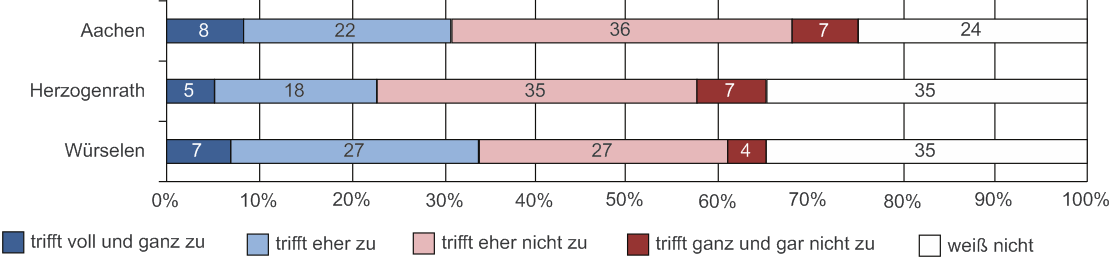 Aachen 8 22 36 7 24
Herzogenrath 5 18 35 7 35
Würselen 7 27 27 4 35
0% 10% 20% 30% 40% 50% 60% 70% 80% 90% 100%
trifft voll und ganz zu trifft eher zu trifft eher nicht zu trifft ganz und gar nicht zu weiß nicht